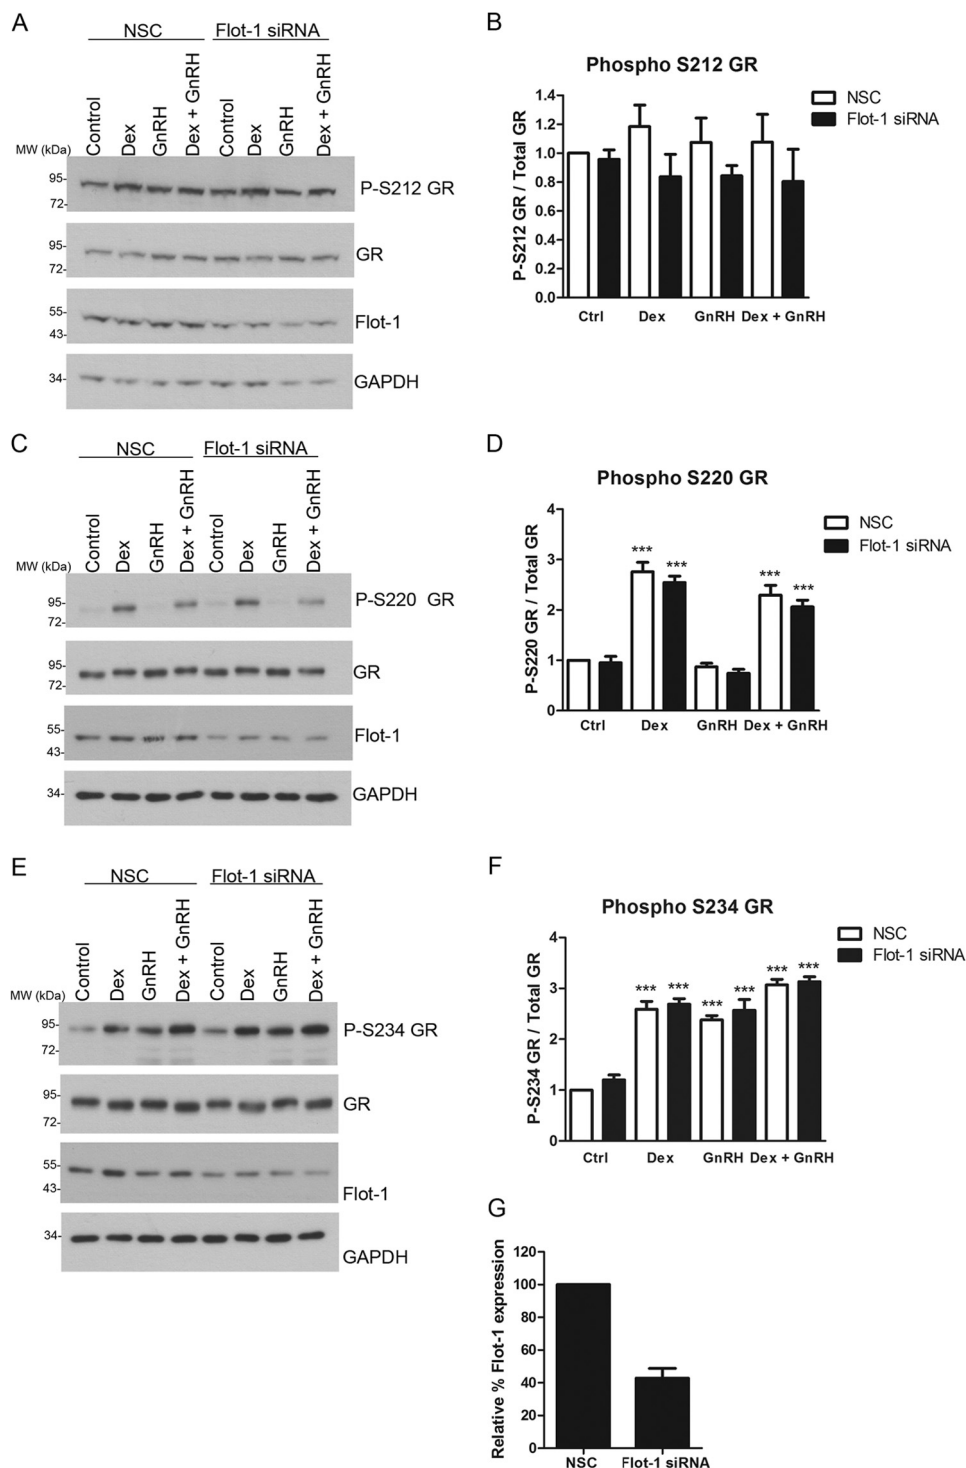 A
NSC Flot-1 siRNA
Control Dex GnRH Dex + GnRH Control Dex GnRH Dex + GnRH
MW (kDa)
95-
72-
P-S212 GR
95-
72-
GR
55-
43-
Flot-1
34-
GAPDH
B
Phospho S212 GR
NSC
Flot-1 siRNA
P-S212 GR / Total GR
1.4
1.2
1.0
0.8
0.6
0.4
0.2
0.0
Ctrl Dex GnRH Dex + GnRH
C
NSC Flot-1 siRNA
Control Dex GnRH Dex + GnRH Control Dex GnRH Dex + GnRH
MW (kDa)
95-
72-
P-S220 GR
95-
72-
GR
55-
43-
Flot-1
34-
GAPDH
D
Phospho S220 GR
NSC
Flot-1 siRNA
P-S220 GR / Total GR
4
3
2
1
0
*** *** *** ***
Ctrl Dex GnRH Dex + GnRH
E
NSC Flot-1 siRNA
Control Dex GnRH Dex + GnRH Control Dex GnRH Dex + GnRH
MW (kDa)
95-
72-
P-S234 GR
95-
72-
GR
55-
43-
Flot-1
34-
GAPDH
F
Phospho S234 GR
NSC
Flot-1 siRNA
P-S234 GR / Total GR
4
3
2
1
0
*** *** *** *** *** ***
Ctrl Dex GnRH Dex + GnRH
G
Relative % Flot-1 expression
120
100
80
60
40
20
0
NSC Flot-1 siRNA